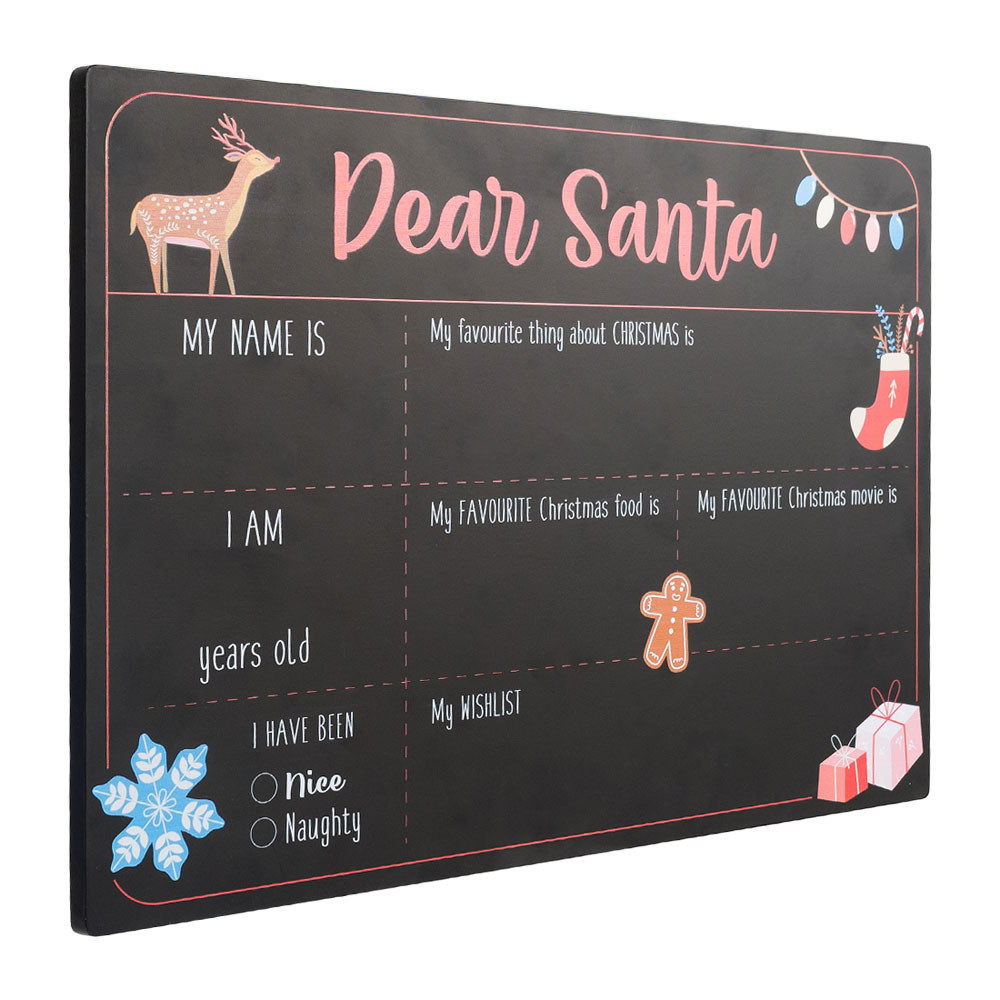 Dear Santa
MY NAME IS
My favourite thing about CHRISTMAS is
I AM
years old
My FAVOURITE Christmas food is
My FAVOURITE Christmas movie is
I HAVE BEEN
Nice
Naughty
My WISHLIST